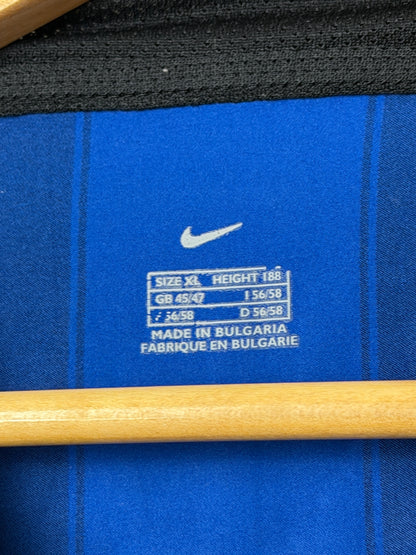 SIZE XL HEIGHT 188
GB 45/47 I 56/58
56/58 D 56/58
MADE IN BULGARIA
FABRIQUE EN BULGARIE